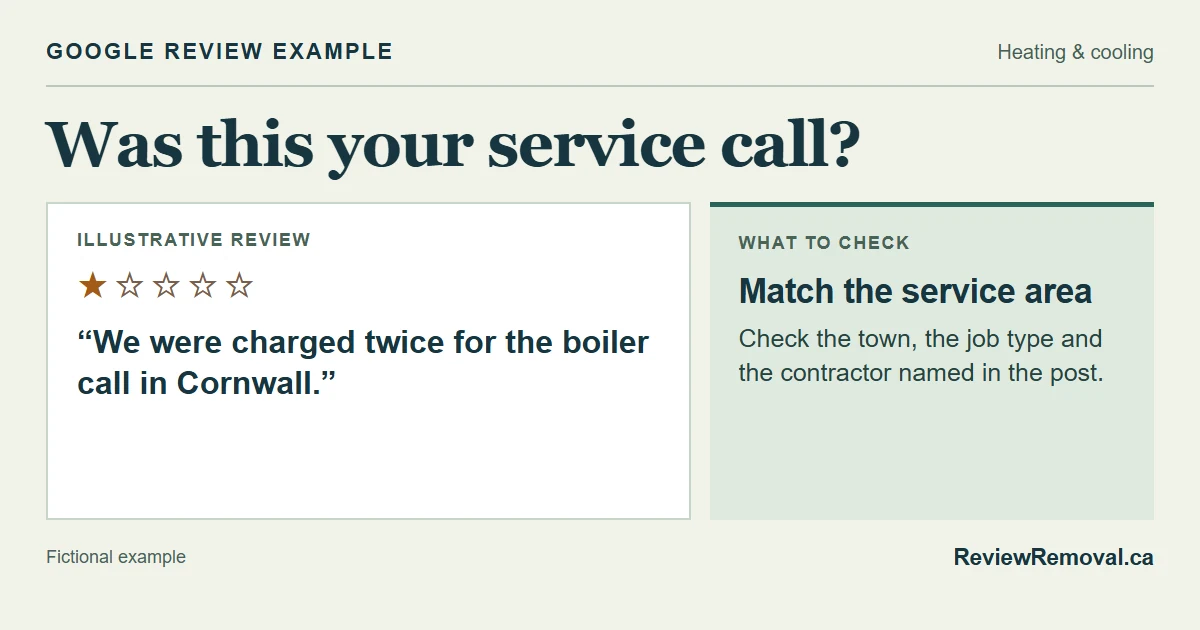 GOOGLE REVIEW EXAMPLE
Heating & cooling
Was this your service call?
ILLUSTRATIVE REVIEW
“We were charged twice for the boiler
call in Cornwall.”
WHAT TO CHECK
Match the service area
Check the town, the job type and
the contractor named in the post.
Fictional example
ReviewRemoval.ca